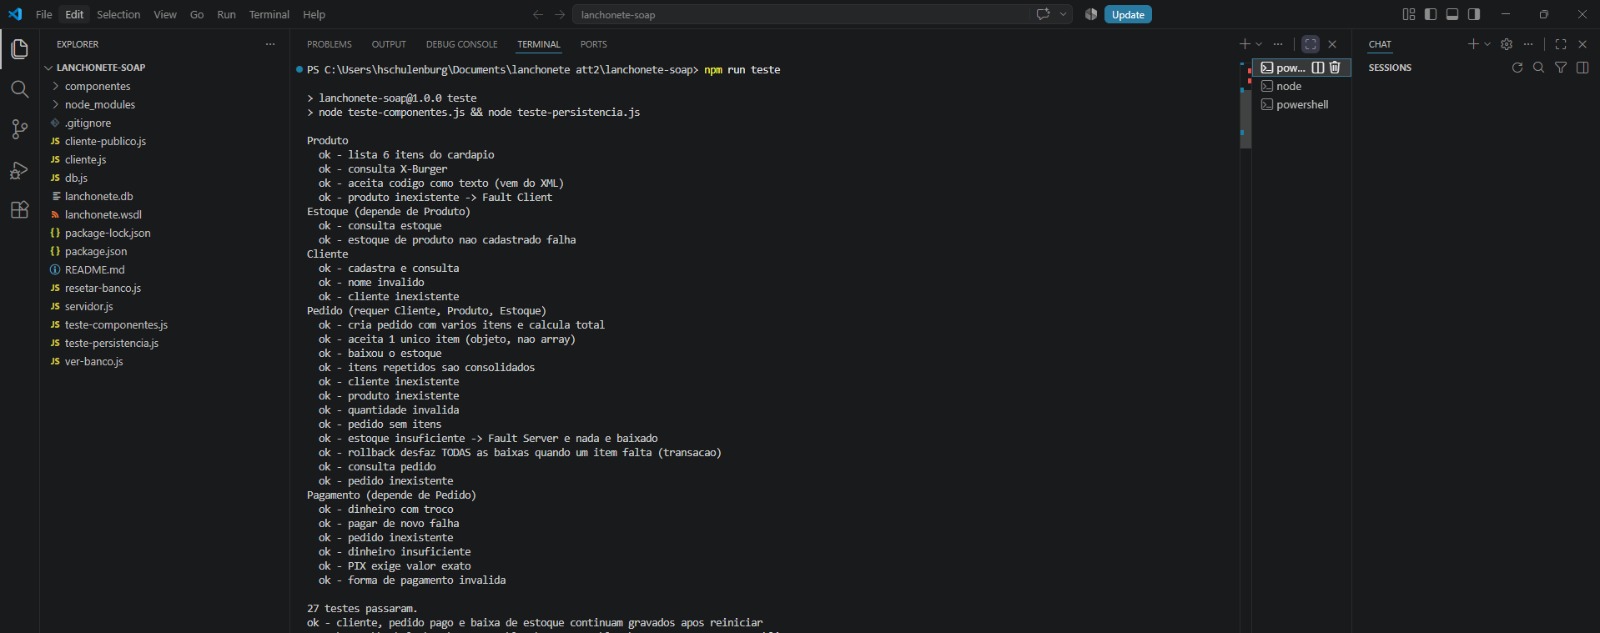 File Edit Selection View Go Run Terminal Help
lanchonete-soap
Update
EXPLORER
LANCHONETE-SOAP
componentes
node_modules
.gitignore
JS cliente-publico.js
JS cliente.js
JS db.js
lanchonete.db
lanchonete.wsdl
{} package-lock.json
{} package.json
README.md
JS resetar-banco.js
JS servidor.js
JS teste-componentes.js
JS teste-persistencia.js
JS ver-banco.js
PROBLEMS OUTPUT DEBUG CONSOLE TERMINAL PORTS
PS C:\Users\hschulenburg\Documents\lanchonete att2\lanchonete-soap> npm run teste
> lanchonete-soap@1.0.0 teste
> node teste-componentes.js && node teste-persistencia.js
Produto
ok - lista 6 itens do cardapio
ok - consulta X-Burger
ok - aceita codigo como texto (vem do XML)
ok - produto inexistente -> Fault Client
Estoque (depende de Produto)
ok - consulta estoque
ok - estoque de produto nao cadastrado falha
Cliente
ok - cadastra e consulta
ok - nome invalido
ok - cliente inexistente
Pedido (requer Cliente, Produto, Estoque)
ok - cria pedido com varios itens e calcula total
ok - aceita 1 unico item (objeto, nao array)
ok - baixou o estoque
ok - itens repetidos sao consolidados
ok - cliente inexistente
ok - produto inexistente
ok - quantidade invalida
ok - pedido sem itens
ok - estoque insuficiente -> Fault Server e nada e baixado
ok - rollback desfaz TODAS as baixas quando um item falta (transacao)
ok - consulta pedido
ok - pedido inexistente
Pagamento (depende de Pedido)
ok - dinheiro com troco
ok - pagar de novo falha
ok - pedido inexistente
ok - dinheiro insuficiente
ok - PIX exige valor exato
ok - forma de pagamento invalida
27 testes passaram.
ok - cliente, pedido pago e baixa de estoque continuam gravados apos reiniciar
pow...
node
powershell
CHAT
SESSIONS